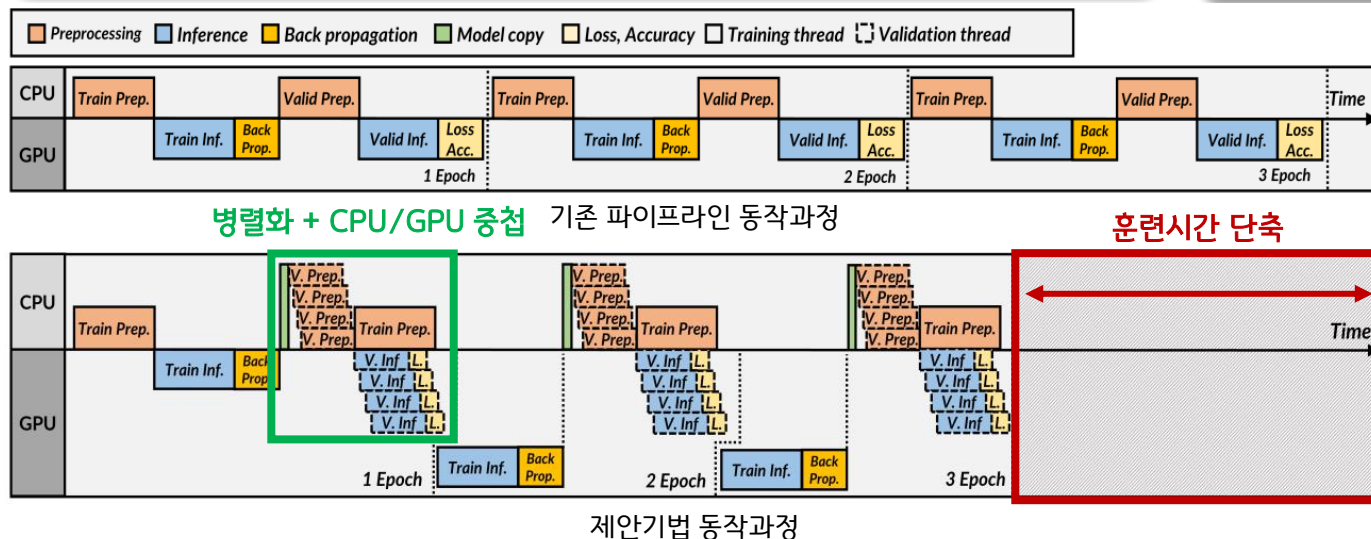 Preprocessing Inference Back propagation Model copy Loss, Accuracy Training thread Validation thread
CPU
Train Prep. Valid Prep. Train Prep. Valid Prep. Train Prep. Valid Prep. Time
GPU
Train Inf. Back Prop. Valid Inf. Loss Acc. Train Inf. Back Prop. Valid Inf. Loss Acc. Train Inf. Back Prop. Valid Inf. Loss Acc.
1 Epoch 2 Epoch 3 Epoch
병렬화 + CPU/GPU 중첩 기존 파이프라인 동작과정 훈련시간 단축
CPU
V. Prep. V. Prep. V. Prep.
V. Prep. V. Prep. V. Prep.
V. Prep. V. Prep. V. Prep.
V. Prep. V. Prep. V. Prep.
Train Prep. Train Prep. Train Prep. Train Prep. Time
GPU
Train Inf. Back Prop
V. Inf L. V. Inf L. V. Inf L.
V. Inf L. V. Inf L. V. Inf L.
V. Inf L. V. Inf L. V. Inf L.
V. Inf L. V. Inf L. V. Inf L.
1 Epoch Train Inf. Back Prop. 2 Epoch Train Inf. Back Prop. 3 Epoch
제안기법 동작과정